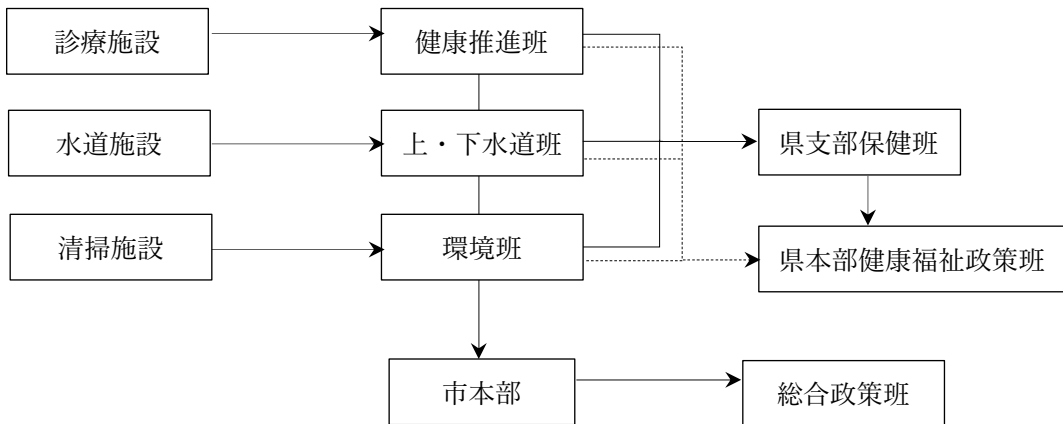 診療施設
健康推進班
水道施設
上・下水道班
県支部保健班
清掃施設
環境班
県本部健康福祉政策班
市本部
総合政策班